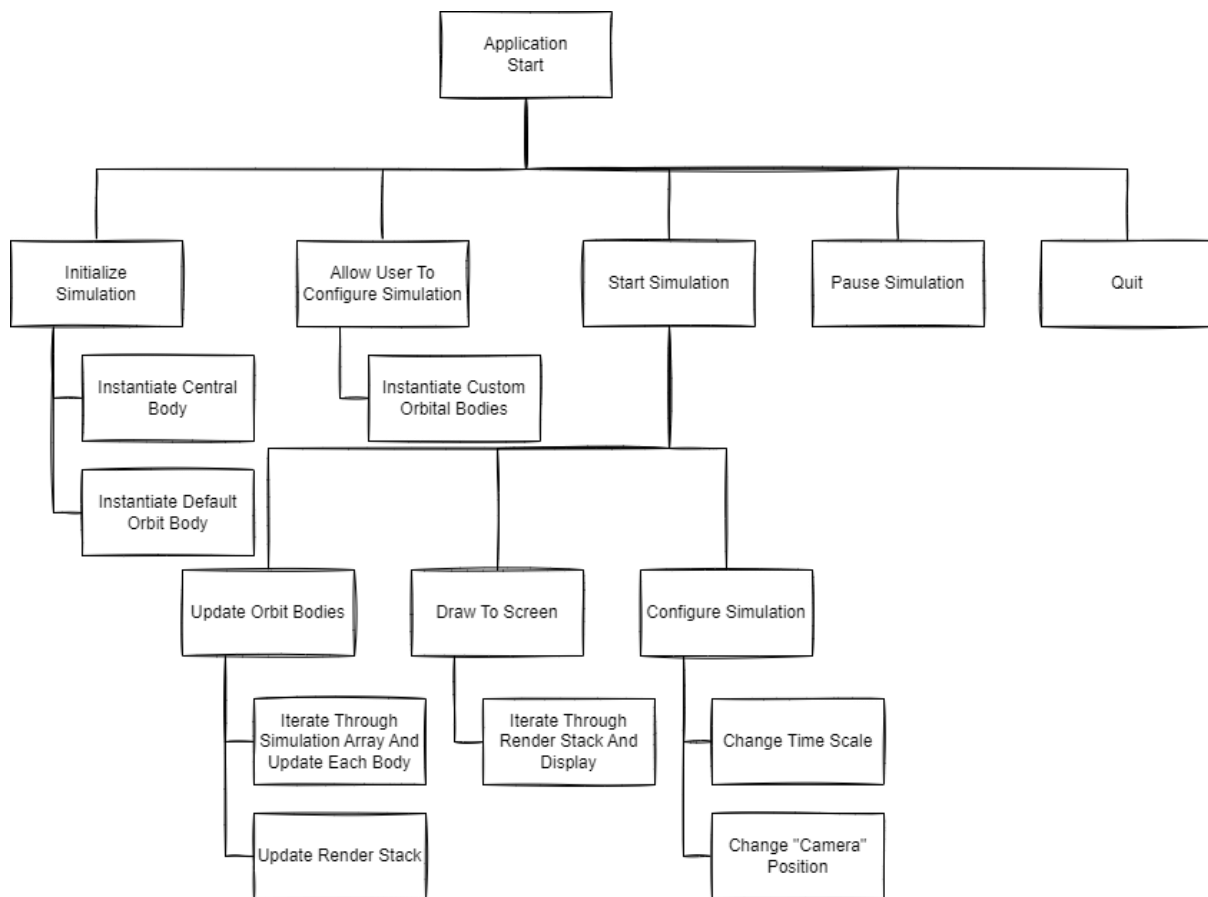 Application
Start
Initialize
Simulation
Allow User To
Configure Simulation
Start Simulation
Pause Simulation
Quit
Instantiate Central
Body
Instantiate Custom
Orbital Bodies
Instantiate Default
Orbit Body
Update Orbit Bodies
Draw To Screen
Configure Simulation
Iterate Through
Simulation Array And
Update Each Body
Iterate Through
Render Stack And
Display
Change Time Scale
Update Render Stack
Change "Camera"
Position